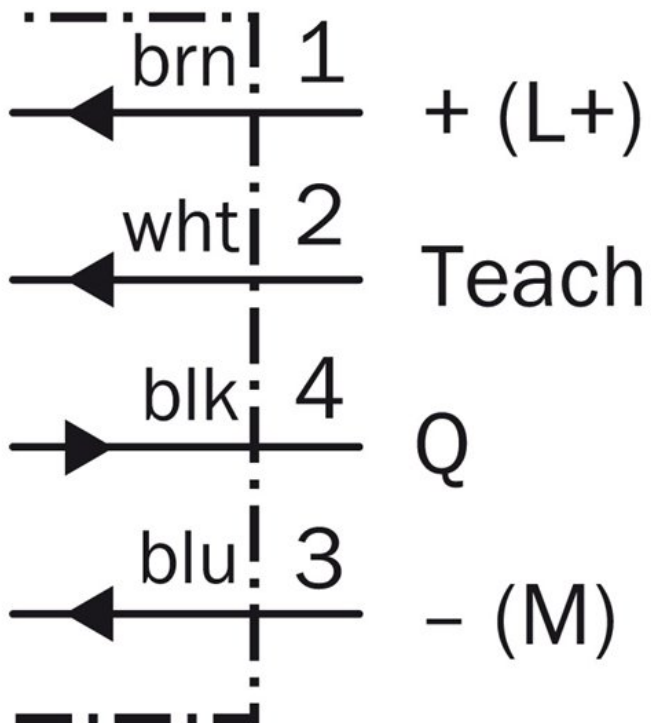 brn 1 + (L+)
wht 2 Teach
blk 4 Q
blu 3 – (M)